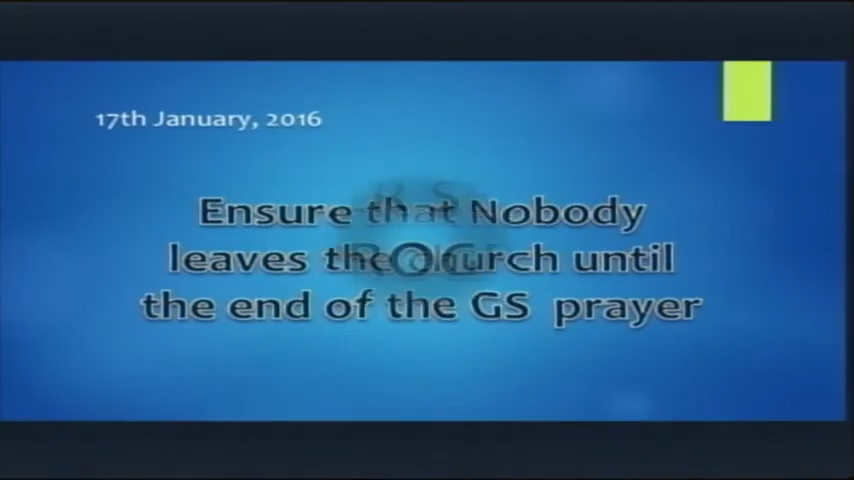 17th January, 2016
Ensure that Nobody
leaves the church until
the end of the GS prayer